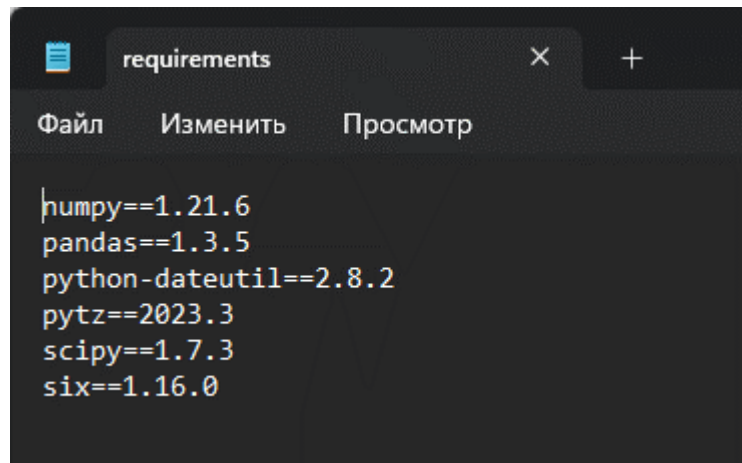 requirements
Файл Изменить Просмотр
numpy==1.21.6
pandas==1.3.5
python-dateutil==2.8.2
pytz==2023.3
scipy==1.7.3
six==1.16.0